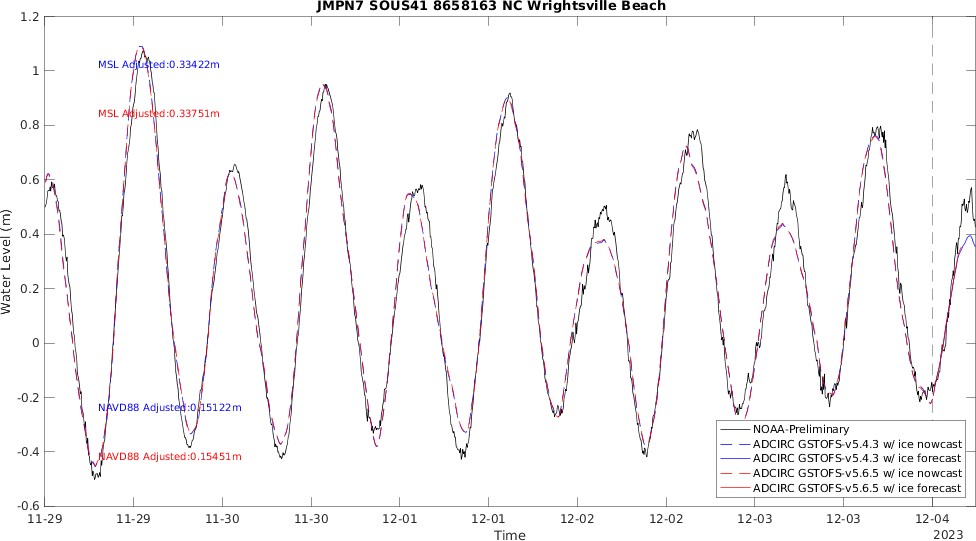 JMPN7 SOUS41 8658163 NC Wrightsville Beach
1.2
1
0.8
0.6
0.4
0.2
0
-0.2
-0.4
-0.6
Water Level (m)
MSL Adjusted:0.33422m
MSL Adjusted:0.33751m
NAVD88 Adjusted:0.15122m
NAVD88 Adjusted:0.15451m
NOAA-Preliminary
ADCIRC GSTOFS-v5.4.3 w/ ice nowcast
ADCIRC GSTOFS-v5.4.3 w/ ice forecast
ADCIRC GSTOFS-v5.6.5 w/ ice nowcast
ADCIRC GSTOFS-v5.6.5 w/ ice forecast
11-29 11-29 11-30 11-30 12-01 12-01 12-02 12-02 12-03 12-03 12-04
Time
2023